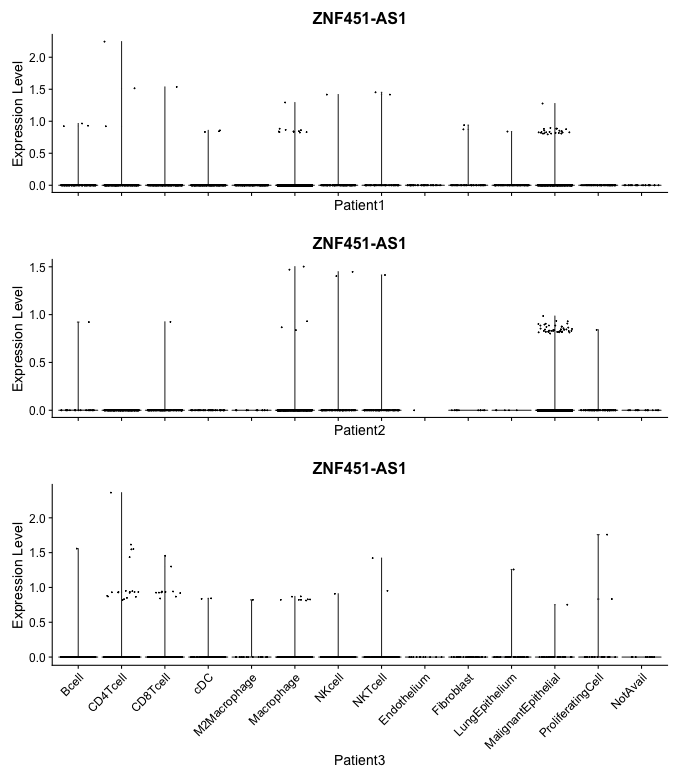 ZNF451-AS1
Expression Level
2.0
1.5
1.0
0.5
0.0
Patient1
ZNF451-AS1
Expression Level
1.5
1.0
0.5
0.0
Patient2
ZNF451-AS1
Expression Level
2.0
1.5
1.0
0.5
0.0
Bcell
CD4Tcell
CD8Tcell
cDC
M2Macrophage
Macrophage
NKcell
NKTcell
Endothelium
Fibroblast
LungEpithelium
MalignantEpithelial
ProliferatingCell
NotAvail
Patient3